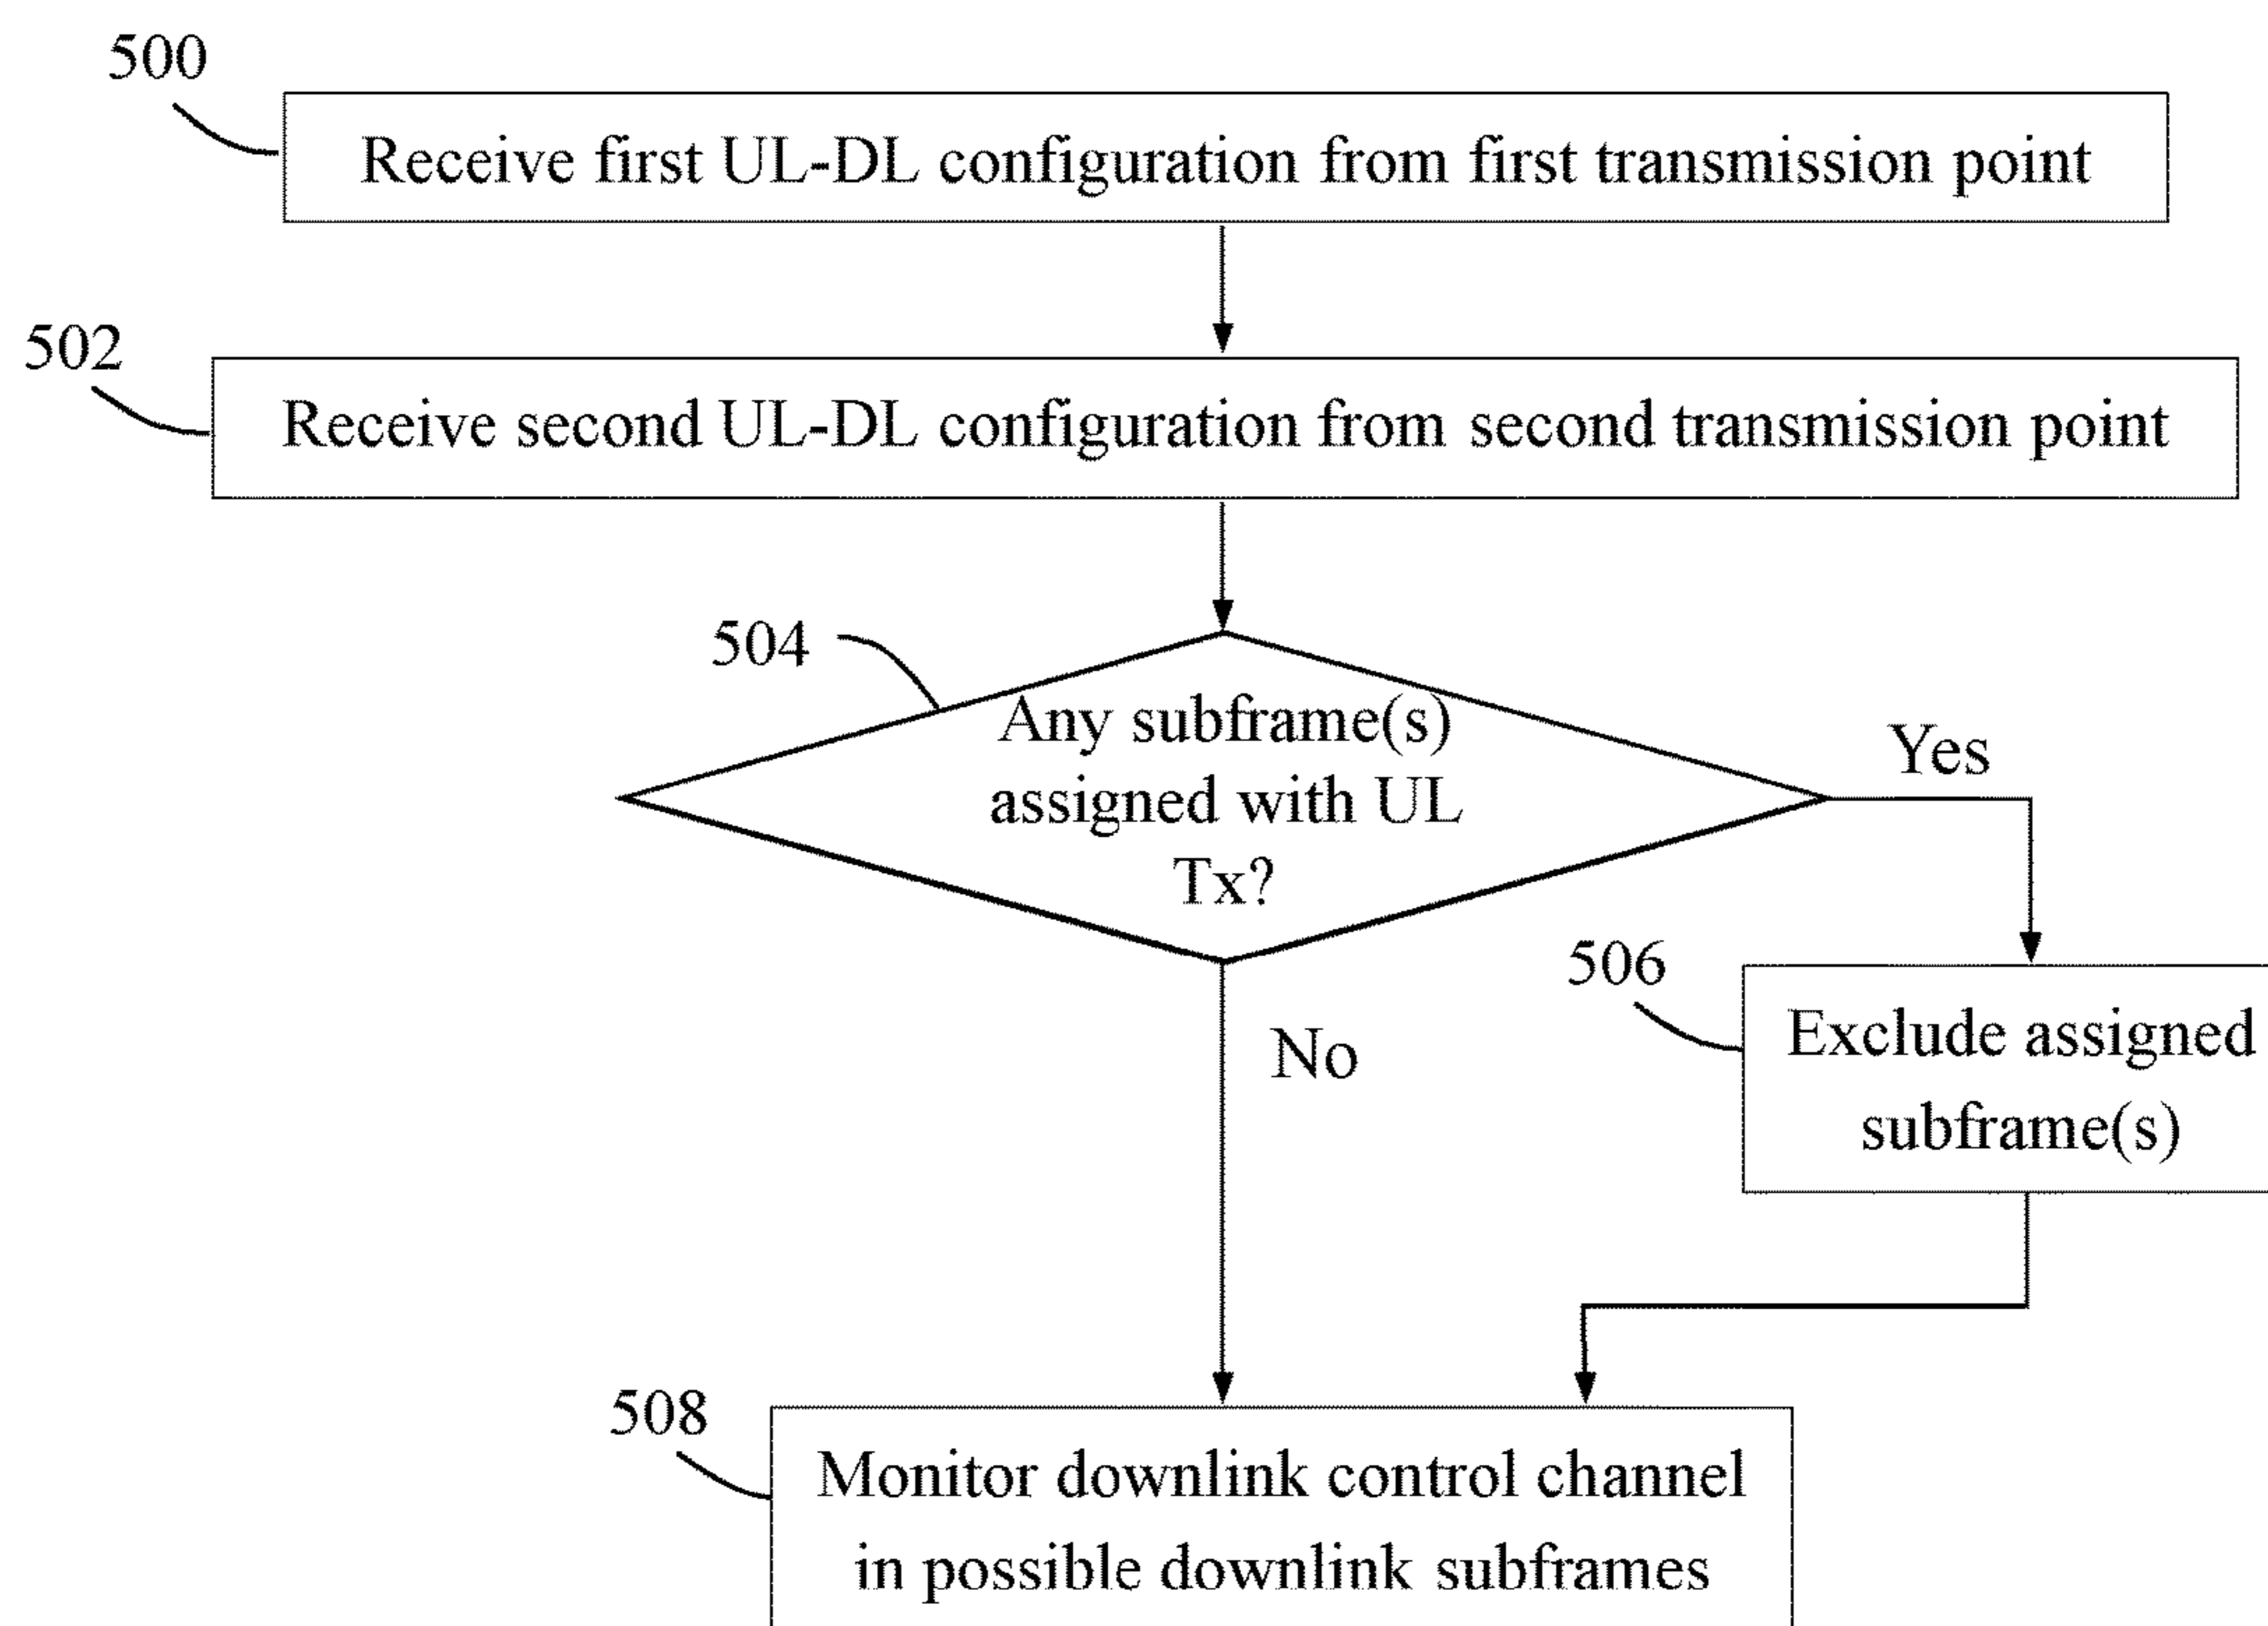 500
Receive first UL-DL configuration from first transmission point
502
Receive second UL-DL configuration from second transmission point
504
Any subframe(s)
assigned with UL
Tx?
Yes
506
Exclude assigned
subframe(s)
No
508
Monitor downlink control channel
in possible downlink subframes